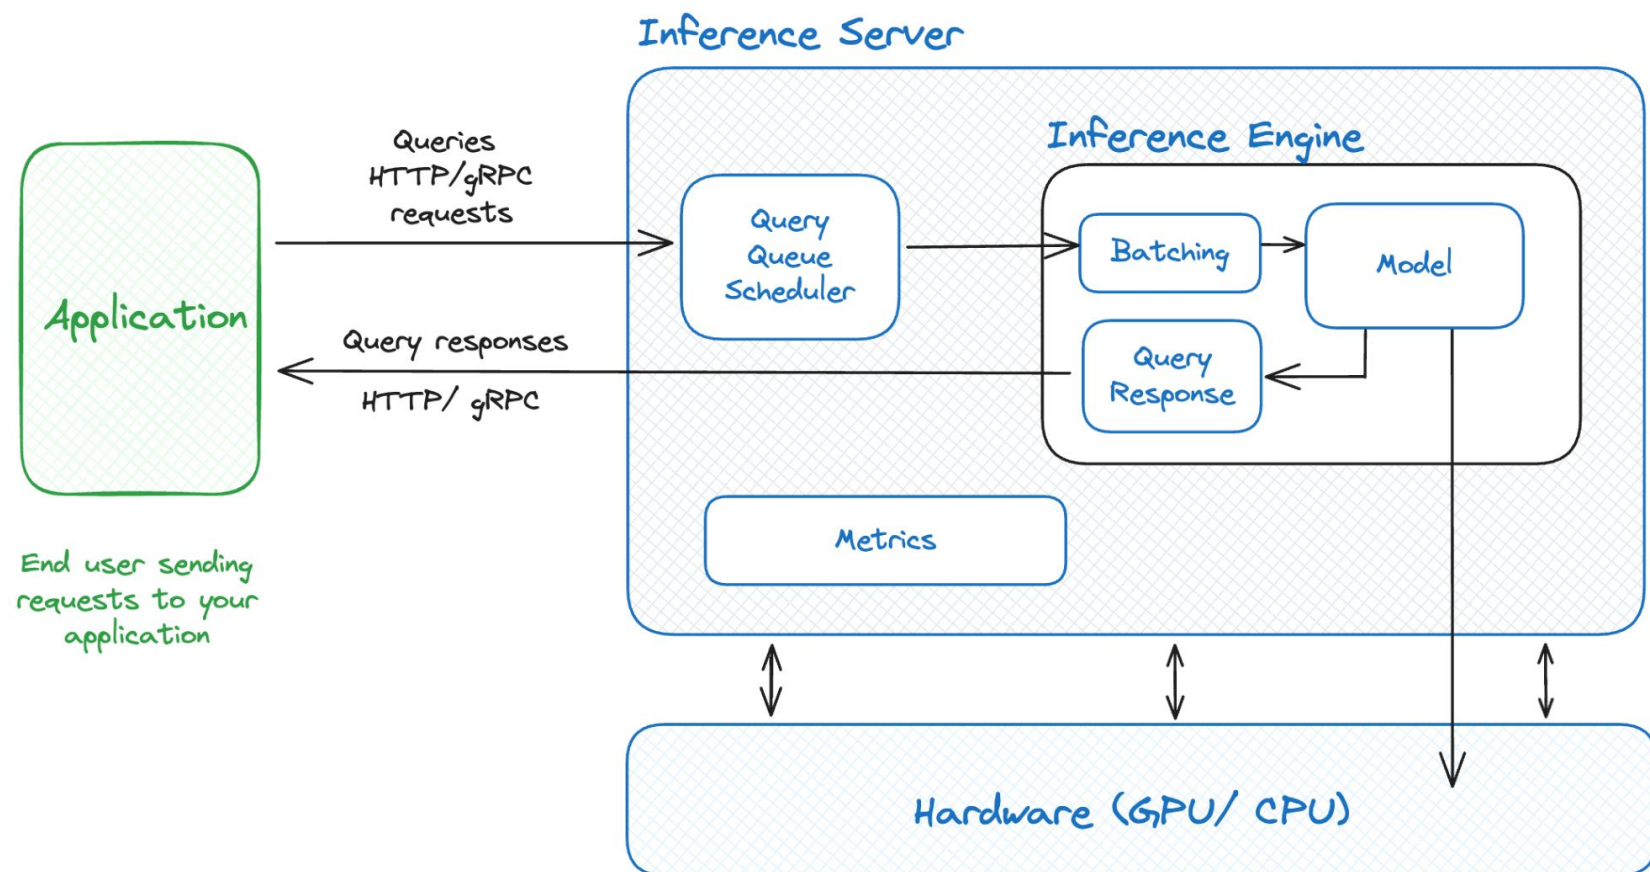 Inference Server
Inference Engine
Queries
HTTP/gRPC
requests
Query
Queue
Scheduler
Batching
Model
Application
Query responses
HTTP/ gRPC
Query
Response
Metrics
End user sending
requests to your
application
Hardware (GPU/ CPU)